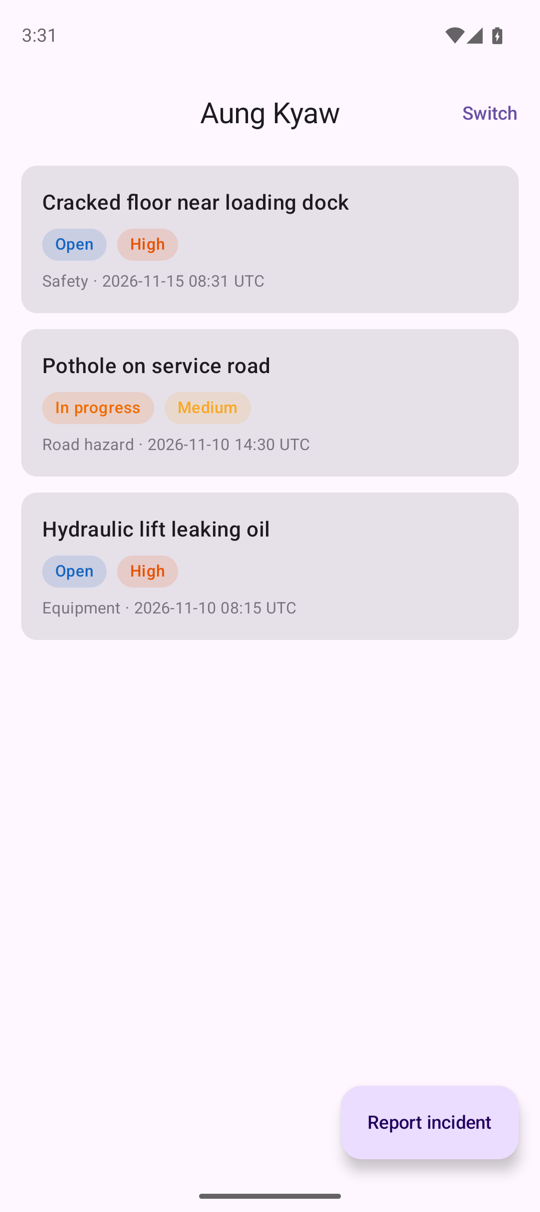 3:31
Aung Kyaw
Switch
Cracked floor near loading dock
Open
High
Safety · 2026-11-15 08:31 UTC
Pothole on service road
In progress
Medium
Road hazard · 2026-11-10 14:30 UTC
Hydraulic lift leaking oil
Open
High
Equipment · 2026-11-10 08:15 UTC
Report incident